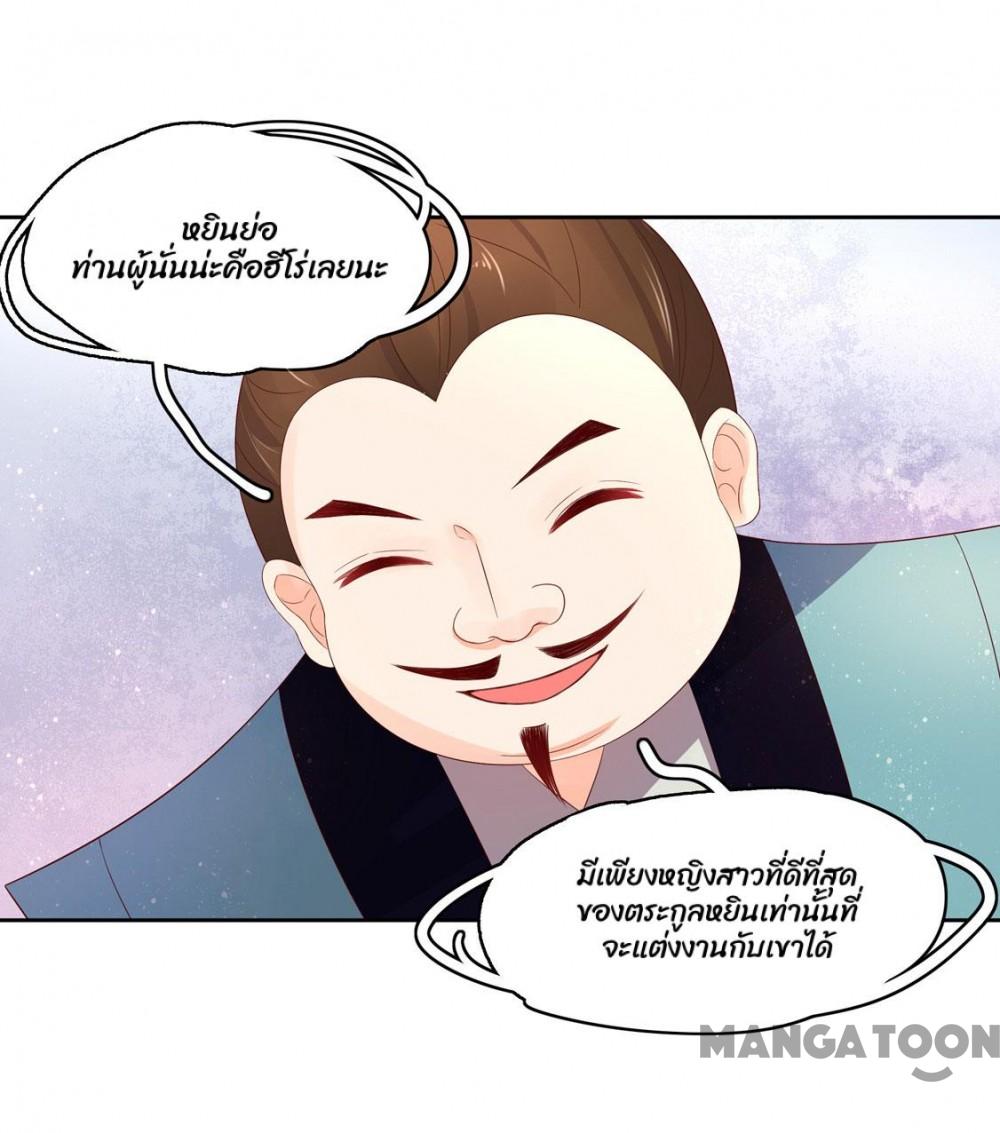 หยินย่อ
ท่านผู้นั่นน่ะคือฮีโร่เลยนะ
มีเพียงหญิงสาวที่ดีที่สุด
ของตระกูลหยินเท่านั้นที่
จะแต่งงานกับเขาได้
MANGATOON